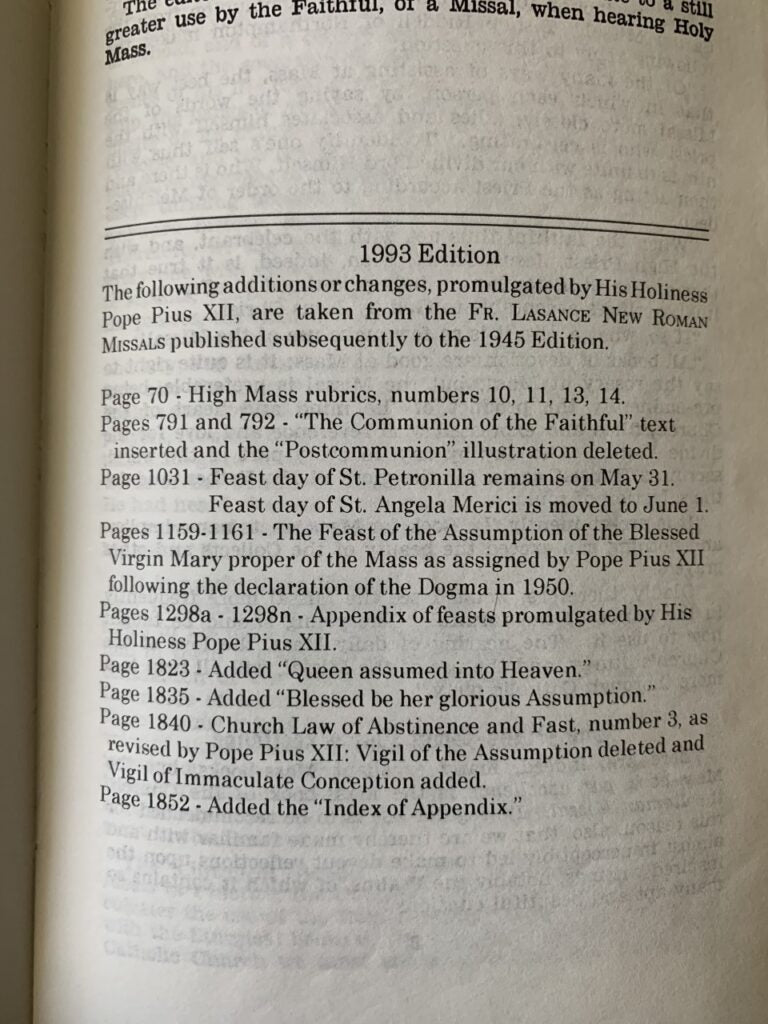 The
to a still
greater use by the Faithful, of a Missal, when hearing Holy
Mass.
1993 Edition
The following additions or changes, promulgated by His Holiness
Pope Pius XII, are taken from the FR. LASANCE NEW ROMAN
MISSALS published subsequently to the 1945 Edition.
Page 70 - High Mass rubrics, numbers 10, 11, 13, 14.
Pages 791 and 792 - “The Communion of the Faithful” text
inserted and the “Postcommunion” illustration deleted.
Page 1031 - Feast day of St. Petronilla remains on May 31.
Feast day of St. Angela Merici is moved to June 1.
Pages 1159-1161 - The Feast of the Assumption of the Blessed
Virgin Mary proper of the Mass as assigned by Pope Pius XII
following the declaration of the Dogma in 1950.
Pages 1298a - 1298n - Appendix of feasts promulgated by His
Holiness Pope Pius XII.
Page 1823 - Added “Queen assumed into Heaven.”
Page 1835 - Added “Blessed be her glorious Assumption.”
Page 1840 - Church Law of Abstinence and Fast, number 3, as
revised by Pope Pius XII: Vigil of the Assumption deleted and
Vigil of Immaculate Conception added.
Page 1852 - Added the “Index of Appendix.”